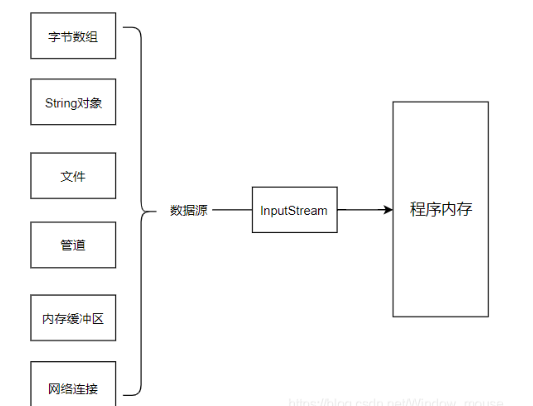 字节数组
String对象
文件
管道
内存缓冲区
网络连接
数据源
InputStream
程序内存
https://blog.csdn.net/Window_mouse